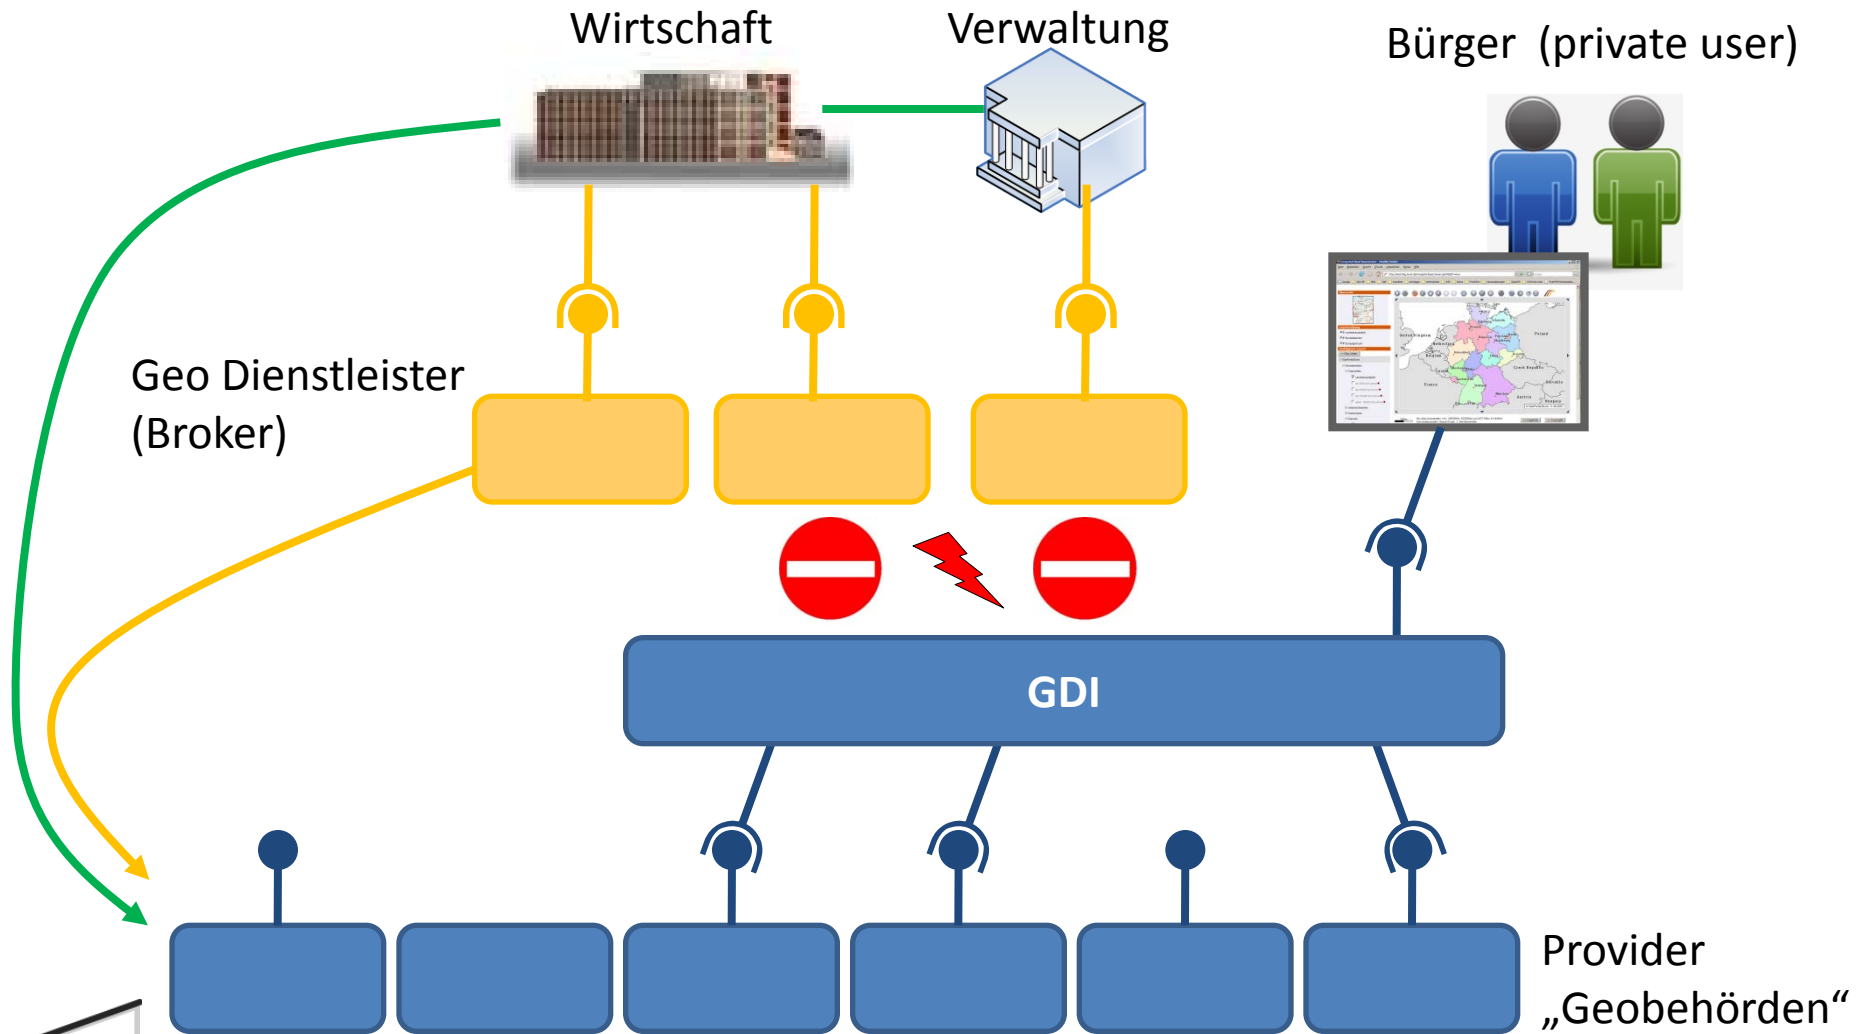 Wirtschaft
Verwaltung
Bürger (private user)
Geo Dienstleister
(Broker)
GDI
Provider
„Geobehörden“